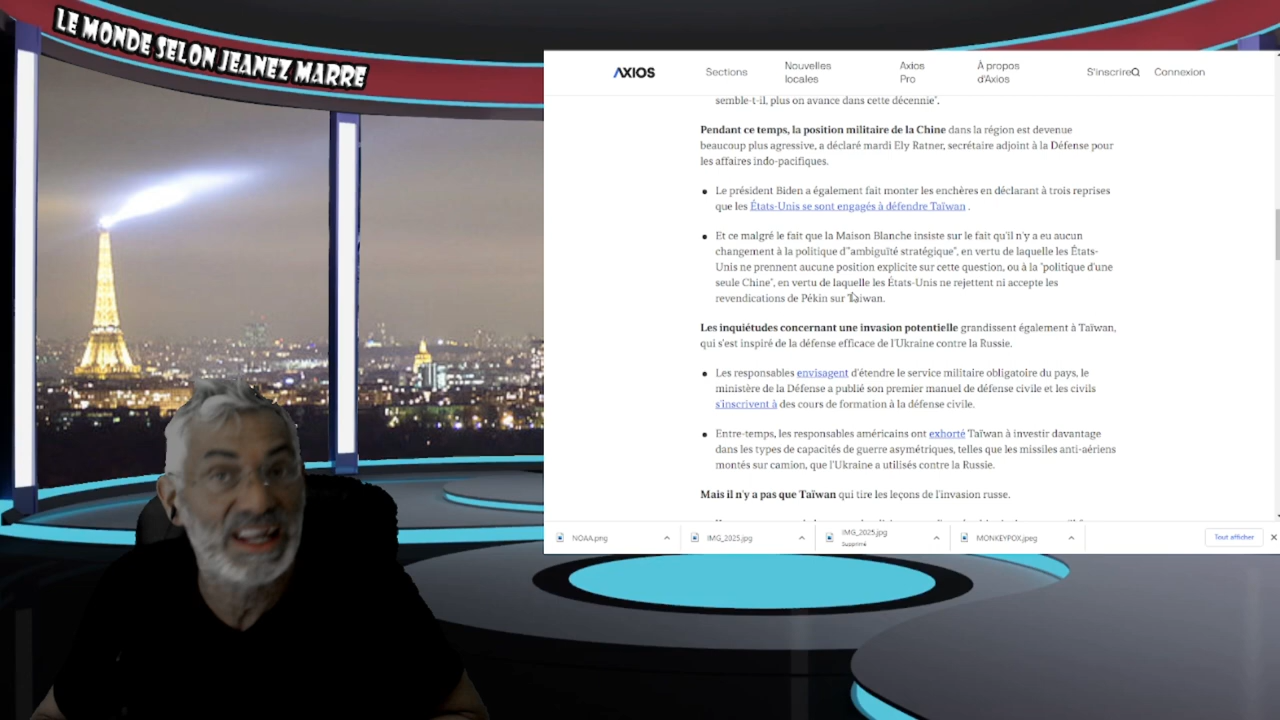 LE MONDE SELON JEANEZ MARRE
AXIOS
Sections
Nouvelles
locales
Axios
Pro
À propos
d'Axios
S'inscrire
Connexion
semble-t-il, plus on avance dans cette décennie".
Pendant ce temps, la position militaire de la Chine dans la région est devenue
beaucoup plus agressive, a déclaré mardi Ely Ratner, secrétaire adjoint à la Défense pour
les affaires indo-pacifiques.
• Le président Biden a également fait monter les enchères en déclarant à trois reprises
que les États-Unis se sont engagés à défendre Taïwan .
• Et ce malgré le fait que la Maison Blanche insiste sur le fait qu'il n'y a eu aucun
changement à la politique d'"ambiguïté stratégique", en vertu de laquelle les États-
Unis ne prennent aucune position explicite sur cette question, ou à la "politique d'une
seule Chine", en vertu de laquelle les États-Unis ne rejettent ni accepte les
revendications de Pékin sur Taiwan.
Les inquiétudes concernant une invasion potentielle grandissent également à Taïwan,
qui s'est inspiré de la défense efficace de l'Ukraine contre la Russie.
• Les responsables envisagent d'étendre le service militaire obligatoire du pays, le
ministère de la Défense a publié son premier manuel de défense civile et les civils
s'inscrivent à des cours de formation à la défense civile.
• Entre-temps, les responsables américains ont exhorté Taïwan à investir davantage
dans les types de capacités de guerre asymétriques, telles que les missiles anti-aériens
montés sur camion, que l'Ukraine a utilisés contre la Russie.
Mais il n'y a pas que Taïwan qui tire les leçons de l'invasion russe.
NOAA.png
IMG_2025.jpg
IMG_2025.jpg
Supprimé
MONKEYPOX.jpeg
Tout afficher